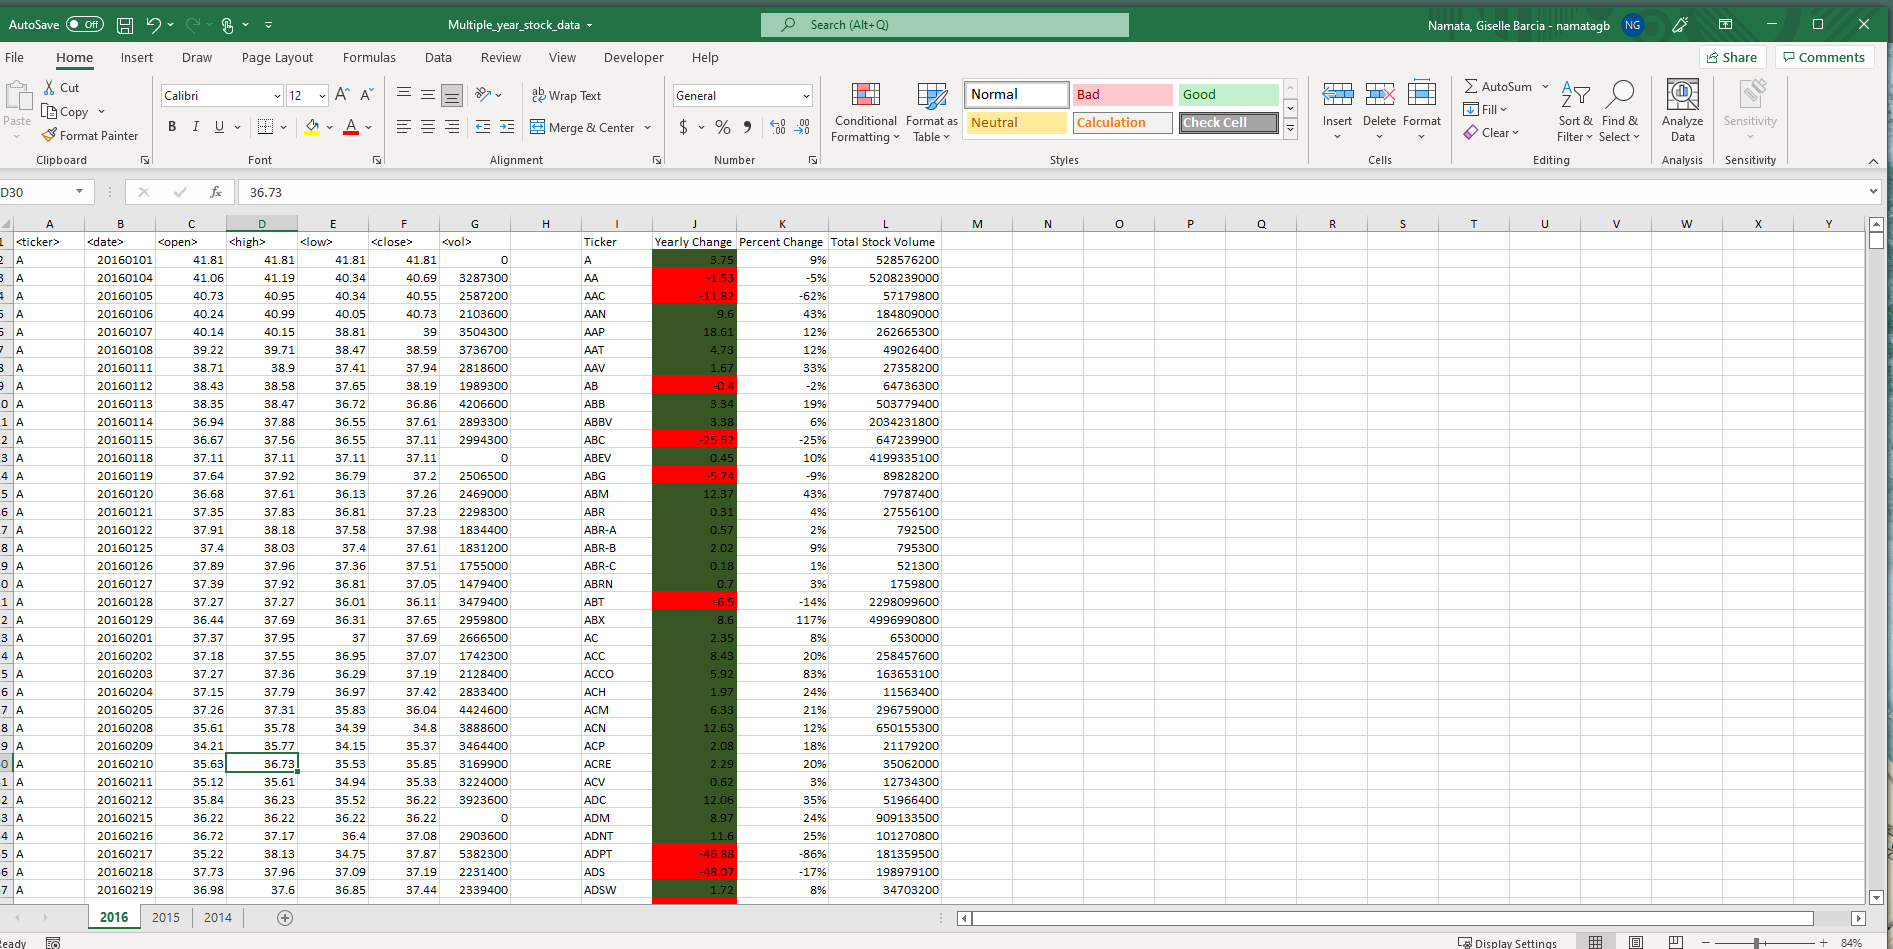 AutoSave Off Multiple_year_stock_data Search (Alt+Q) Namata, Giselle Barcia - namatagb NG
File Home Insert Draw Page Layout Formulas Data Review View Developer Help Share Comments
Paste Cut Copy Format Painter Clipboard
Calibri 12 A A B I U A Font
ab Wrap Text Merge & Center Alignment
General $ % , Number
Conditional Formatting Format as Table Normal Bad Good Neutral Calculation Check Cell Styles
Insert Delete Format Cells
AutoSum Fill Clear Sort & Filter Find & Select Editing
Analyze Data Analysis
Sensitivity Sensitivity
D30 fx 36.73
A B C D E F G H I J K L M N O P Q R S T U V W X Y
1 <ticker> <date> <open> <high> <low> <close> <vol> Ticker Yearly Change Percent Change Total Stock Volume
2 A 20160101 41.81 41.81 41.81 41.81 0 A 3.75 9% 528576200
3 A 20160104 41.06 41.19 40.34 40.69 3287300 AA -1.53 -5% 5208239000
4 A 20160105 40.73 40.95 40.34 40.55 2587200 AAC -11.82 -62% 57179800
5 A 20160106 40.24 40.99 40.05 40.73 2103600 AAN 9.6 43% 184809000
6 A 20160107 40.14 40.15 38.81 39 3504300 AAP 18.61 12% 262665300
7 A 20160108 39.22 39.71 38.47 38.59 3736700 AAT 4.73 12% 49026400
8 A 20160111 38.71 38.9 37.41 37.94 2818600 AAV 1.67 33% 27358200
9 A 20160112 38.43 38.58 37.65 38.19 1989300 AB -0.4 -2% 64736300
0 A 20160113 38.35 38.47 36.72 36.86 4206600 ABB 3.34 19% 503779400
1 A 20160114 36.94 37.88 36.55 37.61 2893300 ABBV 3.38 6% 2034231800
2 A 20160115 36.67 37.56 36.55 37.11 2994300 ABC -25.52 -25% 647239900
3 A 20160118 37.11 37.11 37.11 37.11 0 ABEV 0.45 10% 4199335100
4 A 20160119 37.64 37.92 36.79 37.2 2506500 ABG -5.74 -9% 89828200
5 A 20160120 36.68 37.61 36.13 37.26 2469000 ABM 12.37 43% 79787400
6 A 20160121 37.35 37.83 36.81 37.23 2298300 ABR 0.31 4% 27556100
7 A 20160122 37.91 38.18 37.58 37.98 1834400 ABR-A 0.57 2% 792500
8 A 20160125 37.4 38.03 37.4 37.61 1831200 ABR-B 2.02 9% 795300
9 A 20160126 37.89 37.96 37.36 37.51 1755000 ABR-C 0.18 1% 521300
0 A 20160127 37.39 37.92 36.81 37.05 1479400 ABRN 0.7 3% 1759800
1 A 20160128 37.27 37.27 36.01 36.11 3479400 ABT -6.5 -14% 2298099600
2 A 20160129 36.44 37.69 36.31 37.65 2959800 ABX 8.6 117% 4996990800
3 A 20160201 37.37 37.95 37 37.69 2666500 AC 2.35 8% 6530000
4 A 20160202 37.18 37.55 36.95 37.07 1742300 ACC 8.43 20% 258457600
5 A 20160203 37.27 37.36 36.29 37.19 2128400 ACCO 5.92 83% 163653100
6 A 20160204 37.15 37.79 36.97 37.42 2833400 ACH 1.97 24% 11563400
7 A 20160205 37.26 37.31 35.83 36.04 4424600 ACM 6.33 21% 296759000
8 A 20160208 35.61 35.78 34.39 34.8 3888600 ACN 12.63 12% 650155300
9 A 20160209 34.21 35.77 34.15 35.37 3464400 ACP 2.08 18% 21179200
0 A 20160210 35.63 36.73 35.53 35.85 3169900 ACRE 2.29 20% 35062000
1 A 20160211 35.12 35.61 34.94 35.33 3224000 ACV 0.62 3% 12734300
2 A 20160212 35.84 36.23 35.52 36.22 3923600 ADC 12.06 35% 51966400
3 A 20160215 36.22 36.22 36.22 36.22 0 ADM 8.97 24% 909133500
4 A 20160216 36.72 37.17 36.4 37.08 2903600 ADNT 11.6 25% 101270800
5 A 20160217 35.22 38.13 34.75 37.87 5382300 ADPT -46.88 -86% 181359500
6 A 20160218 37.73 37.96 37.09 37.19 2231400 ADS -48.07 -17% 198979100
7 A 20160219 36.98 37.6 36.85 37.44 2339400 ADSW 1.72 8% 34703200
2016 2015 2014
eady Display Settings 84%